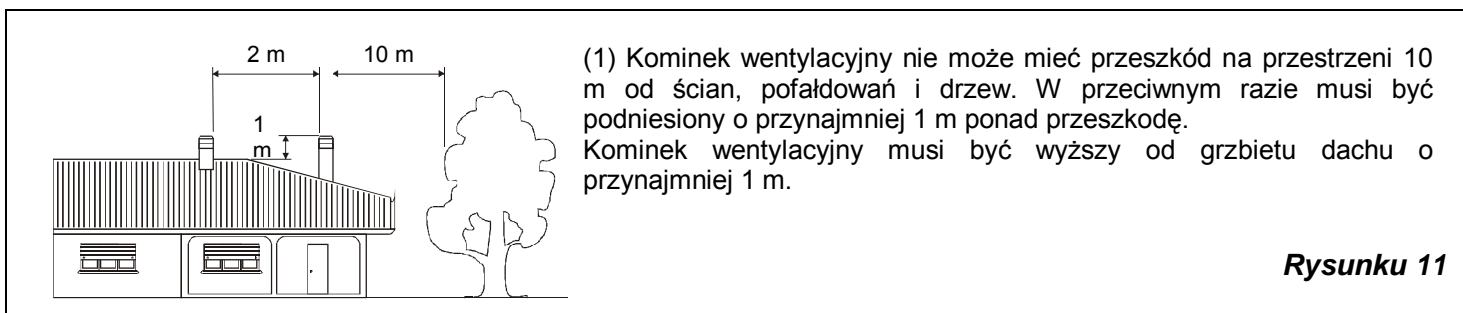 2 m
10 m
1
m
(1) Kominek wentylacyjny nie może mieć przeszkód na przestrzeni 10
m od ścian, pofałdowań i drzew. W przeciwnym razie musi być
podniesiony o przynajmniej 1 m ponad przeszkodę.
Kominek wentylacyjny musi być wyższy od grzbietu dachu o
przynajmniej 1 m.
Rysunku 11